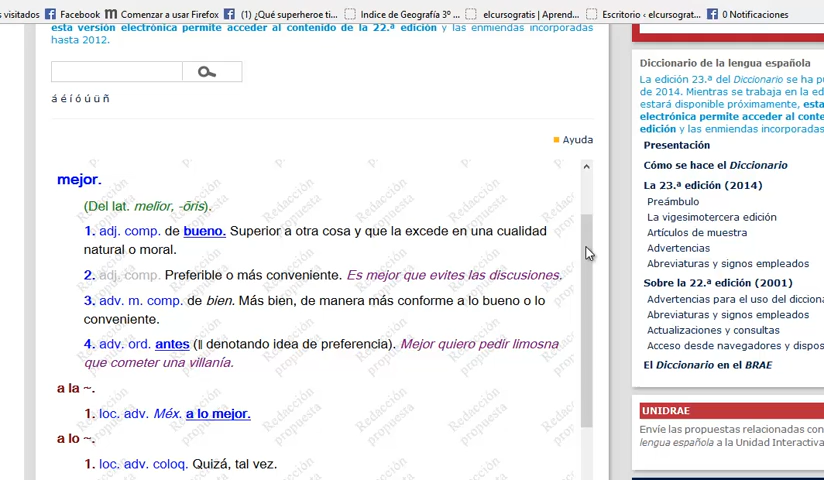 s visitados Facebook Comenzar a usar Firefox (1) ¿Qué superheroe ti... Indice de Geografía 3º ... elcursogratis | Aprend... Escritorio ‹ elcursograt... 0 Notificaciones
esta versión electrónica permite acceder al contenido de la 22.ª edición y las enmiendas incorporadas
hasta 2012.
á é í ó ú ü ñ
Ayuda
mejor.
(Del lat. melĭor, -ōris).
1. adj. comp. de bueno. Superior a otra cosa y que la excede en una cualidad
natural o moral.
2. adj. comp. Preferible o más conveniente. Es mejor que evites las discusiones.
3. adv. m. comp. de bien. Más bien, de manera más conforme a lo bueno o lo
conveniente.
4. adv. ord. antes (ǁ denotando idea de preferencia). Mejor quiero pedir limosna
que cometer una villanía.
a la ~.
1. loc. adv. Méx. a lo mejor.
a lo ~.
1. loc. adv. coloq. Quizá, tal vez.
Redacción
propuesta
Diccionario de la lengua española
La edición 23.ª del Diccionario se ha pu
de 2014. Mientras se trabaja en la ed
estará disponible próximamente, esta
electrónica permite acceder al conte
edición y las enmiendas incorporadas
Presentación
Cómo se hace el Diccionario
La 23.ª edición (2014)
Preámbulo
La vigesimotercera edición
Artículos de muestra
Advertencias
Abreviaturas y signos empleados
Sobre la 22.ª edición (2001)
Advertencias para el uso del dicciona
Abreviaturas y signos empleados
Actualizaciones y consultas
Acceso desde navegadores y dispos
El Diccionario en el BRAE
UNIDRAE
Envíe las propuestas relacionadas con
lengua española a la Unidad Interactiva